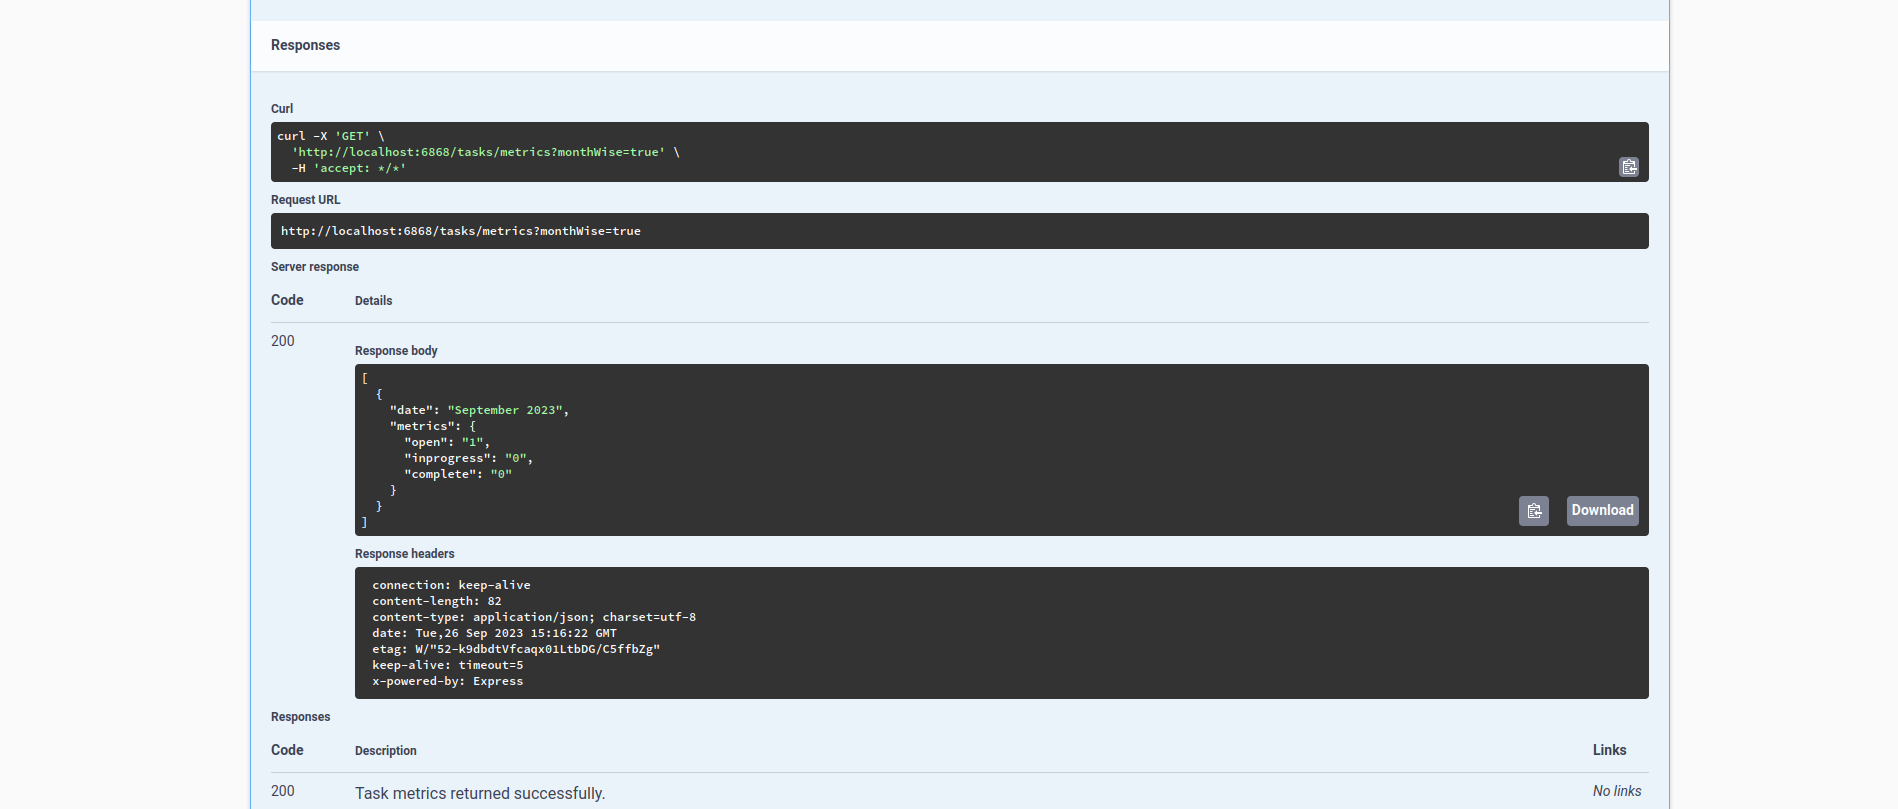 Responses
Curl
curl -X 'GET' \
  'http://localhost:6868/tasks/metrics?monthWise=true' \
  -H 'accept: */*'
Request URL
http://localhost:6868/tasks/metrics?monthWise=true
Server response
Code Details
200
Response body
[
  {
    "date": "September 2023",
    "metrics": {
      "open": "1",
      "inprogress": "0",
      "complete": "0"
    }
  }
]
Download
Response headers
connection: keep-alive
content-length: 82
content-type: application/json; charset=utf-8
date: Tue,26 Sep 2023 15:16:22 GMT
etag: W/"52-k9dbdtVfcaqx01LtbDG/C5ffbZg"
keep-alive: timeout=5
x-powered-by: Express
Responses
Code Description Links
200 Task metrics returned successfully. No links